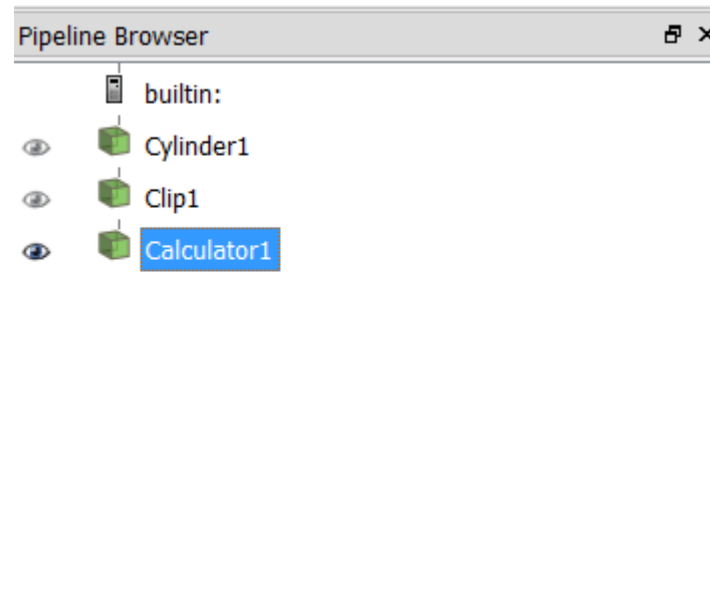 Pipeline Browser
builtin:
Cylinder1
Clip1
Calculator1